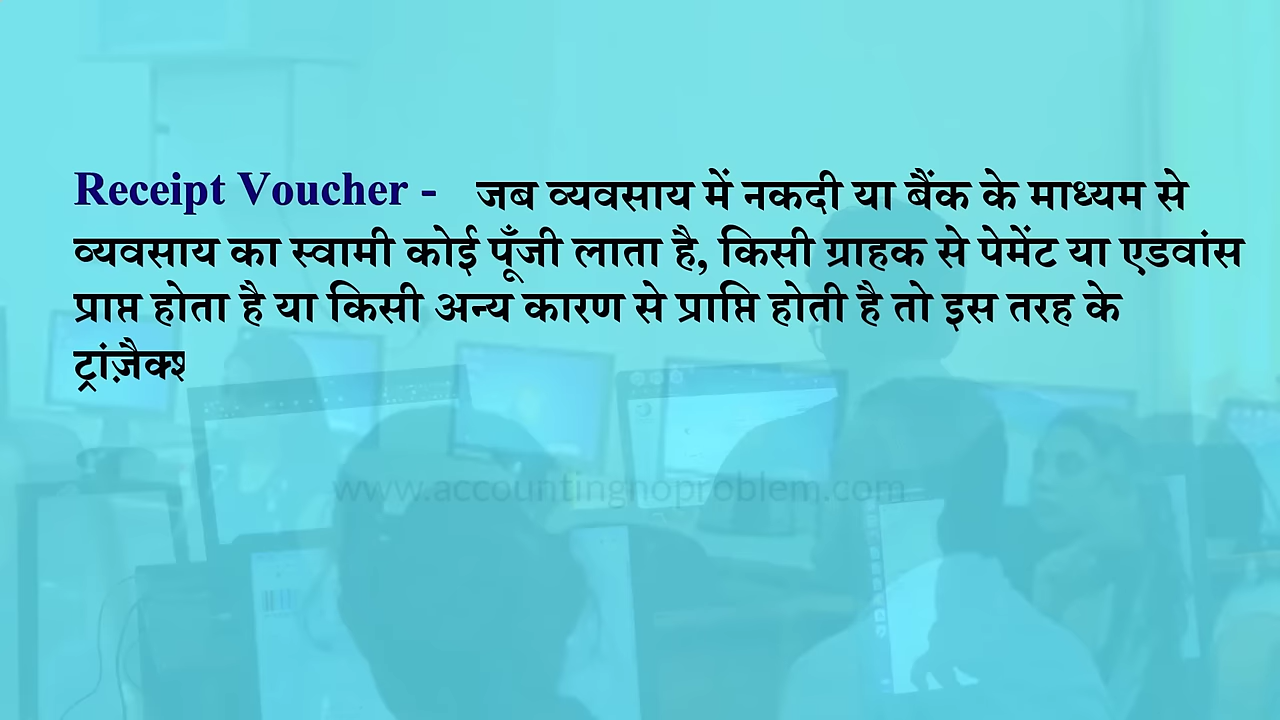 Receipt Voucher - जब व्यवसाय में नकदी या बैंक के माध्यम से
व्यवसाय का स्वामी कोई पूँजी लाता है, किसी ग्राहक से पेमेंट या एडवांस
प्राप्त होता है या किसी अन्य कारण से प्राप्ति होती है तो इस तरह के
ट्रांज़ैक्श
www.accountingnoproblem.com